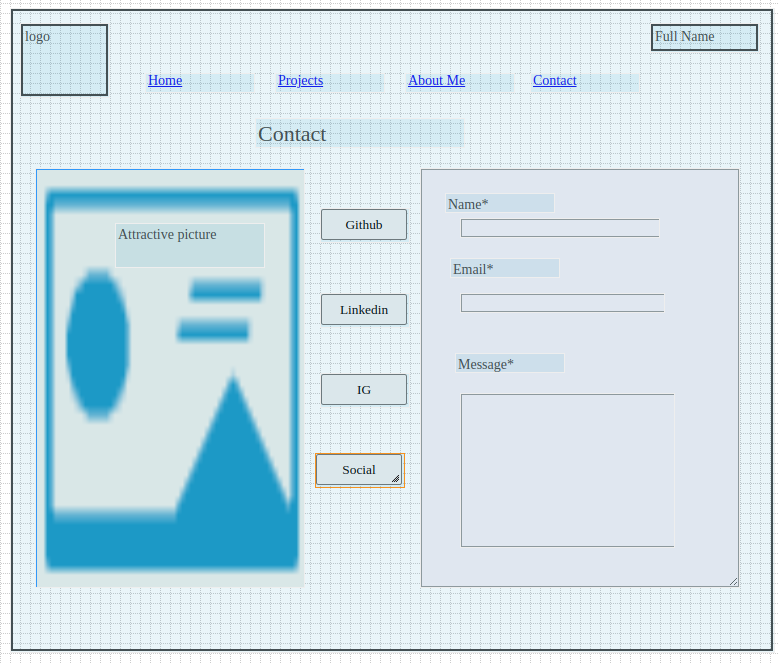 logo
Full Name
Home
Projects
About Me
Contact
Contact
Attractive picture
Github
Linkedin
IG
Social
Name*
Email*
Message*